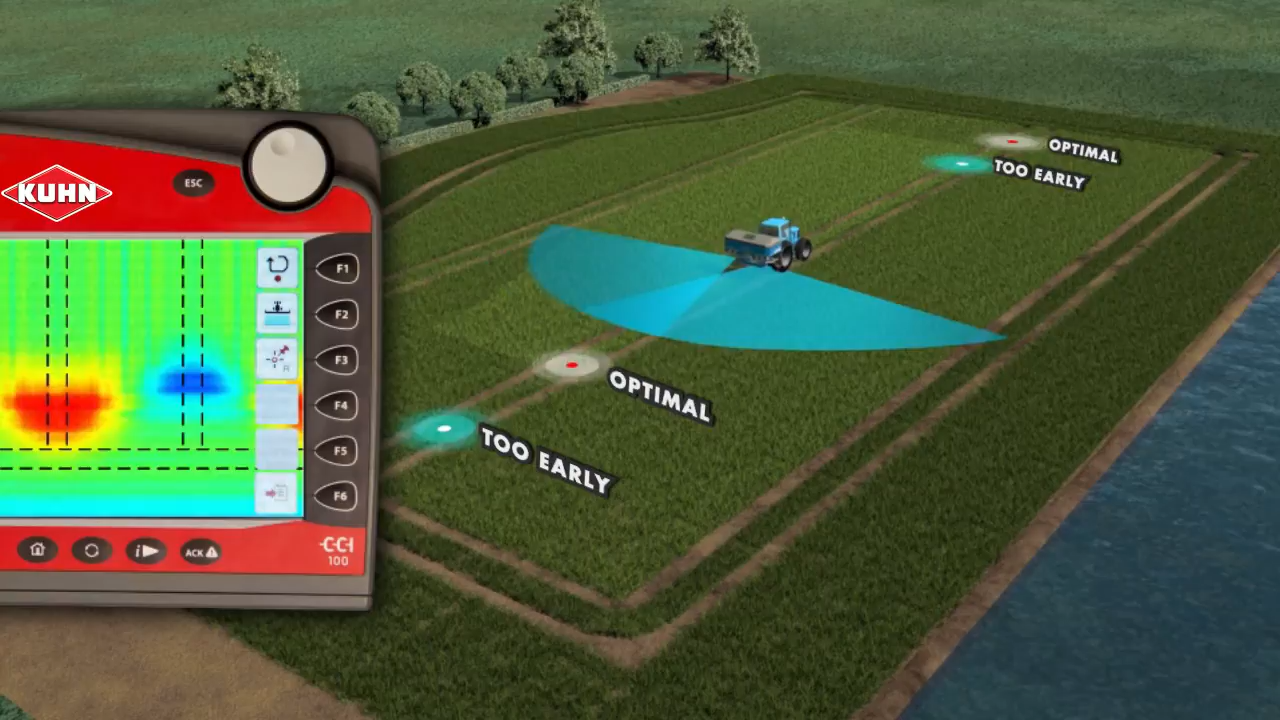 KUHN
ESC
F1
F2
F3
R
F4
F5
F6
i
ACK
CCI
100
OPTIMAL
TOO EARLY
OPTIMAL
TOO EARLY